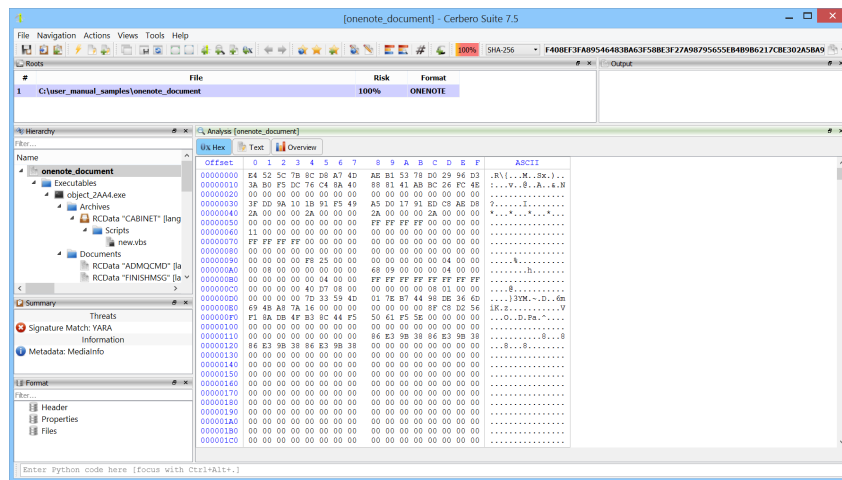 [onenote_document] - Cerbero Suite 7.5
File Navigation Actions Views Tools Help
100% SHA-256 F408EF3FA89546483BA63F58BE3F27A98795655EB4B9B6217CBE302A5BA9
Roots
# File Risk Format
1 C:\user_manual_samples\onenote_document 100% ONENOTE
Output
Hierarchy
Filter...
Name
onenote_document
Executables
object_2AA4.exe
Archives
RCData "CABINET" [lang
Scripts
new.vbs
Documents
RCData "ADMQCMD" [la
RCData "FINISHMSG" [la
Summary
Threats
Signature Match: YARA
Information
Metadata: MediaInfo
Format
Filter...
Header
Properties
Files
Analysis [onenote_document]
Hex Text Overview
Offset 0 1 2 3 4 5 6 7 8 9 A B C D E F ASCII
00000000 E4 52 5C 7B 8C D8 A7 4D AE B1 53 78 D0 29 96 D3 .R\{...M..Sx.)..
00000010 3A B0 F5 DC 76 C4 8A 40 88 81 41 AB BC 26 FC 4E :...v..@..A..&.N
00000020 00 00 00 00 00 00 00 00 00 00 00 00 00 00 00 00 ................
00000030 3F DD 9A 10 1B 91 F5 49 A5 D0 17 91 ED C8 AE D8 ?......I........
00000040 2A 00 00 00 2A 00 00 00 2A 00 00 00 2A 00 00 00 *...*...*...*...
00000050 00 00 00 00 00 00 00 00 FF FF FF FF 00 00 00 00 ................
00000060 11 00 00 00 00 00 00 00 00 00 00 00 00 00 00 00 ................
00000070 FF FF FF FF 00 00 00 00 00 00 00 00 00 00 00 00 ................
00000080 00 00 00 00 00 00 00 00 00 00 00 00 00 00 00 00 ................
00000090 00 00 00 00 F8 25 00 00 00 00 00 00 04 00 00 00 .....%..........
000000A0 00 08 00 00 00 00 00 00 68 09 00 00 00 04 00 00 ........h.......
000000B0 00 00 00 00 00 04 00 00 FF FF FF FF FF FF FF FF ................
000000C0 00 00 00 00 40 D7 08 00 00 00 00 00 08 01 00 00 ....@...........
000000D0 00 00 00 00 7D 33 59 4D 01 7E B7 44 98 DE 36 6D ....}3YM.~.D..6m
000000E0 69 4B A8 7A 16 00 00 00 00 00 00 00 8F C8 D2 56 iK.z...........V
000000F0 F1 8A DB 4F B3 8C 44 F5 50 61 F5 5E 00 00 00 00 ...O..D.Pa.^....
00000100 00 00 00 00 00 00 00 00 00 00 00 00 00 00 00 00 ................
00000110 00 00 00 00 00 00 00 00 86 E3 9B 38 86 E3 9B 38 ...........8...8
00000120 86 E3 9B 38 86 E3 9B 38 00 00 00 00 00 00 00 00 ...8...8........
00000130 00 00 00 00 00 00 00 00 00 00 00 00 00 00 00 00 ................
00000140 00 00 00 00 00 00 00 00 00 00 00 00 00 00 00 00 ................
00000150 00 00 00 00 00 00 00 00 00 00 00 00 00 00 00 00 ................
00000160 00 00 00 00 00 00 00 00 00 00 00 00 00 00 00 00 ................
00000170 00 00 00 00 00 00 00 00 00 00 00 00 00 00 00 00 ................
00000180 00 00 00 00 00 00 00 00 00 00 00 00 00 00 00 00 ................
00000190 00 00 00 00 00 00 00 00 00 00 00 00 00 00 00 00 ................
000001A0 00 00 00 00 00 00 00 00 00 00 00 00 00 00 00 00 ................
000001B0 00 00 00 00 00 00 00 00 00 00 00 00 00 00 00 00 ................
000001C0 00 00 00 00 00 00 00 00 00 00 00 00 00 00 00 00 ................
Enter Python code here [focus with Ctrl+Alt+.]